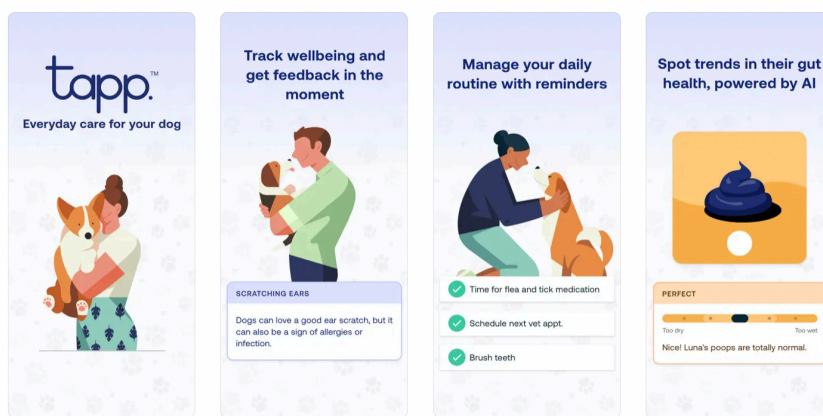 tapp.™
Everyday care for your dog
Track wellbeing and
get feedback in the
moment
SCRATCHING EARS
Dogs can love a good ear scratch, but it
can also be a sign of allergies or
infection.
Manage your daily
routine with reminders
Time for flea and tick medication
Schedule next vet appt.
Brush teeth
Spot trends in their gut
health, powered by AI
PERFECT
Too dry
Too wet
Nice! Luna's poops are totally normal.